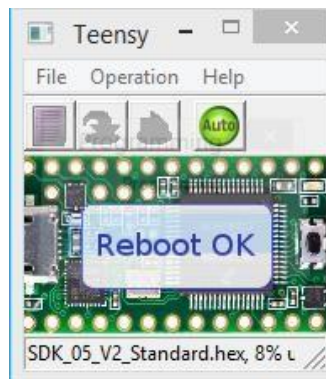 Teensy
File Operation Help
Auto
Reboot OK
SDK_05_V2_Standard.hex, 8% u